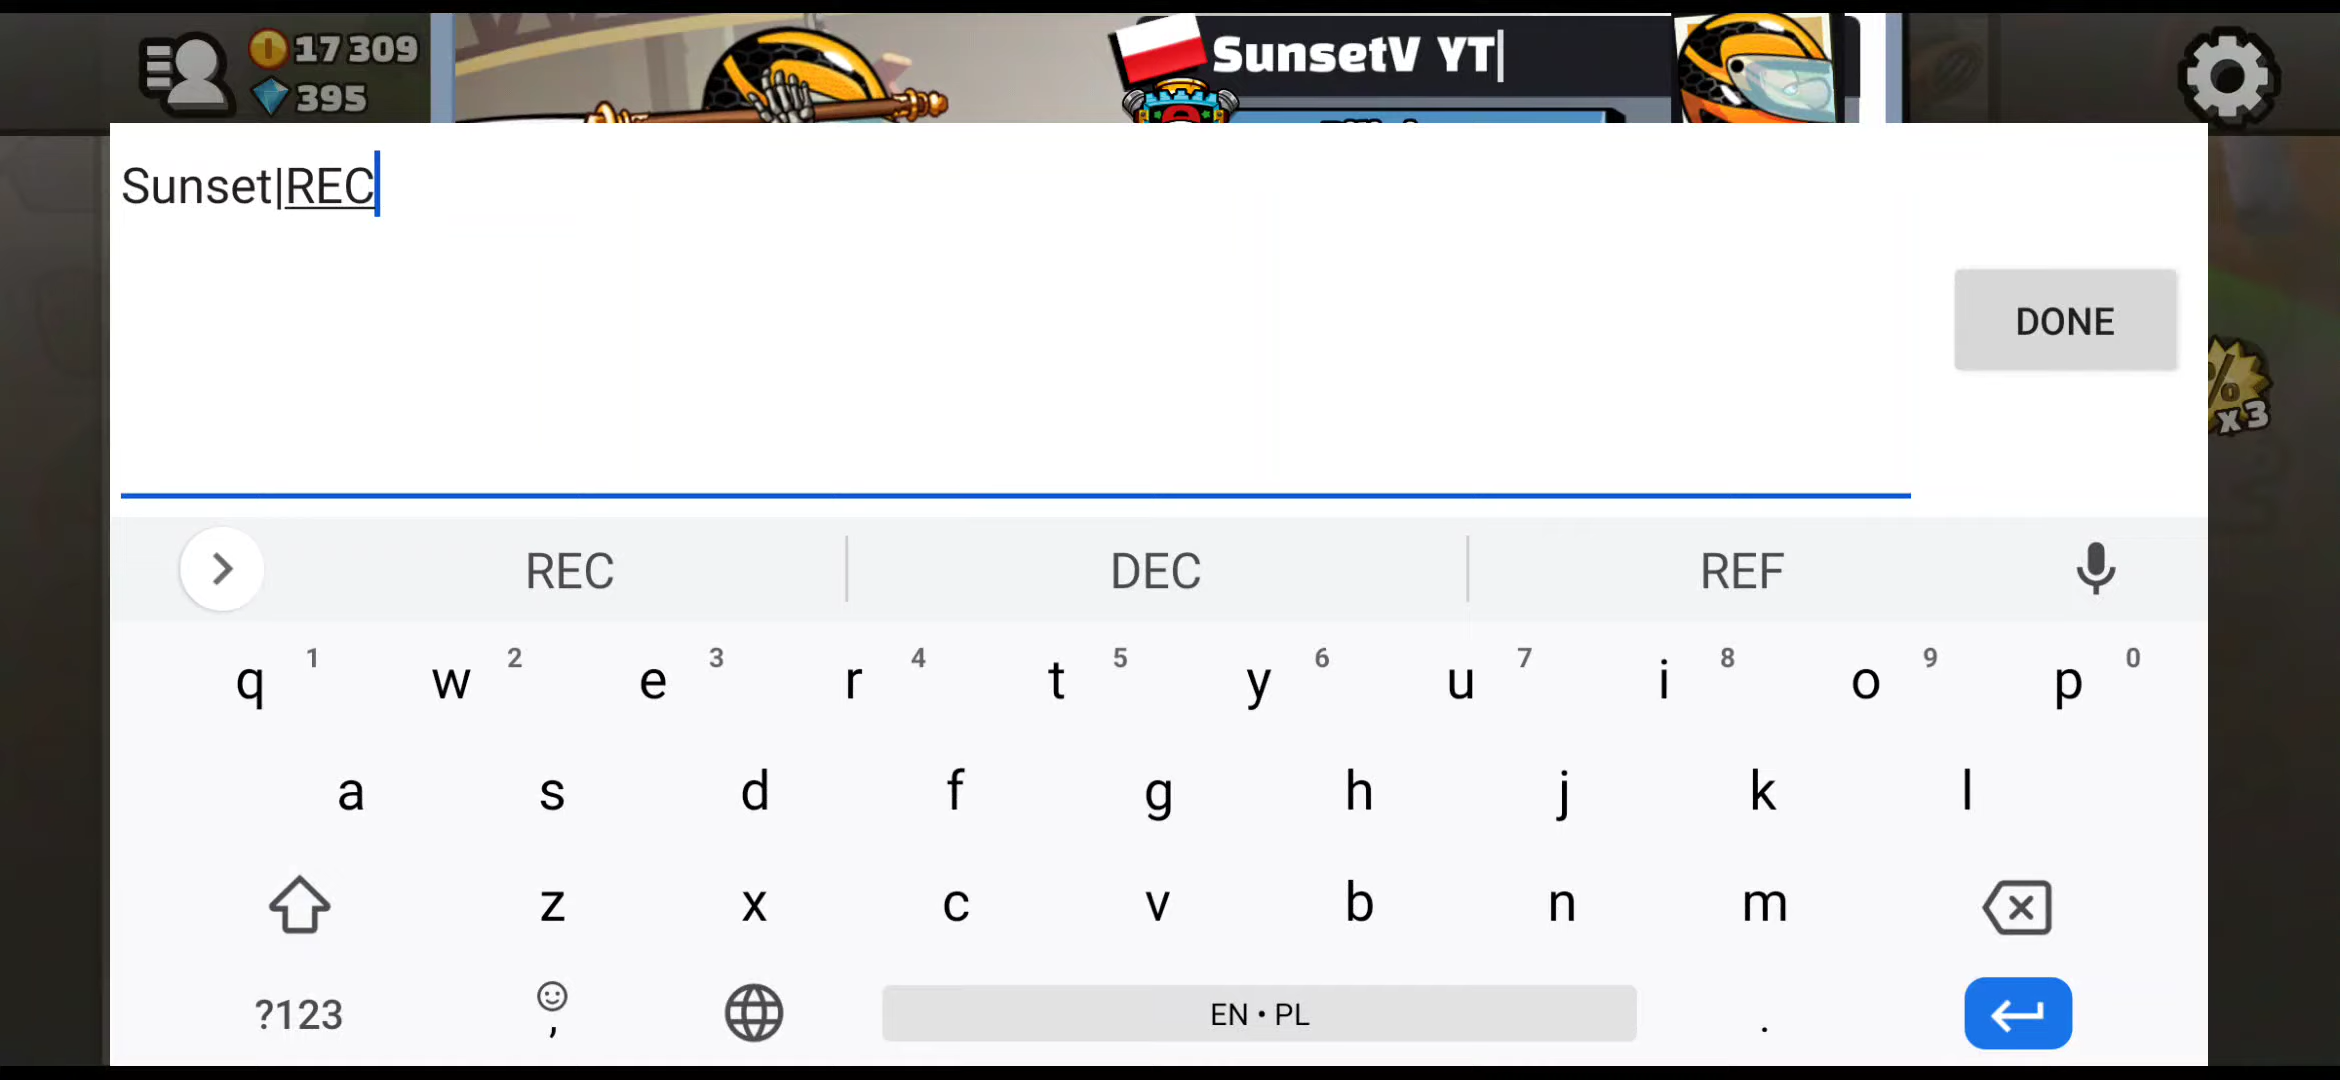 17 309
395
SunsetV YT|
Sunset|REC
DONE
% x3
REC DEC REF
q 1 w 2 e 3 r 4 t 5 y 6 u 7 i 8 o 9 p 0
a s d f g h j k l
z x c v b n m
?123 , EN • PL .